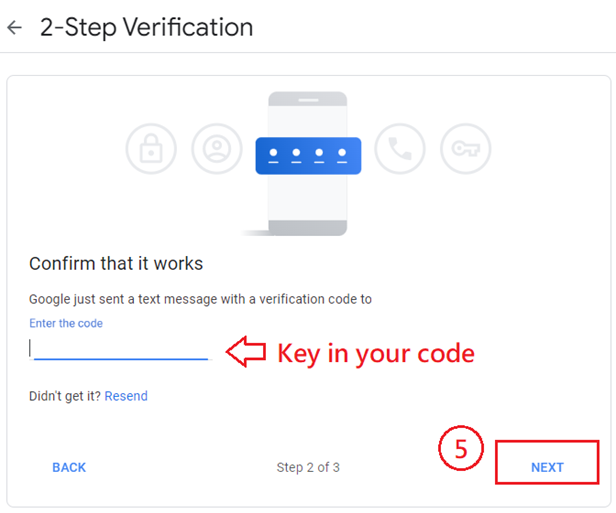 2-Step Verification
Confirm that it works
Google just sent a text message with a verification code to
Enter the code
Key in your code
Didn't get it? Resend
5
BACK
Step 2 of 3
NEXT